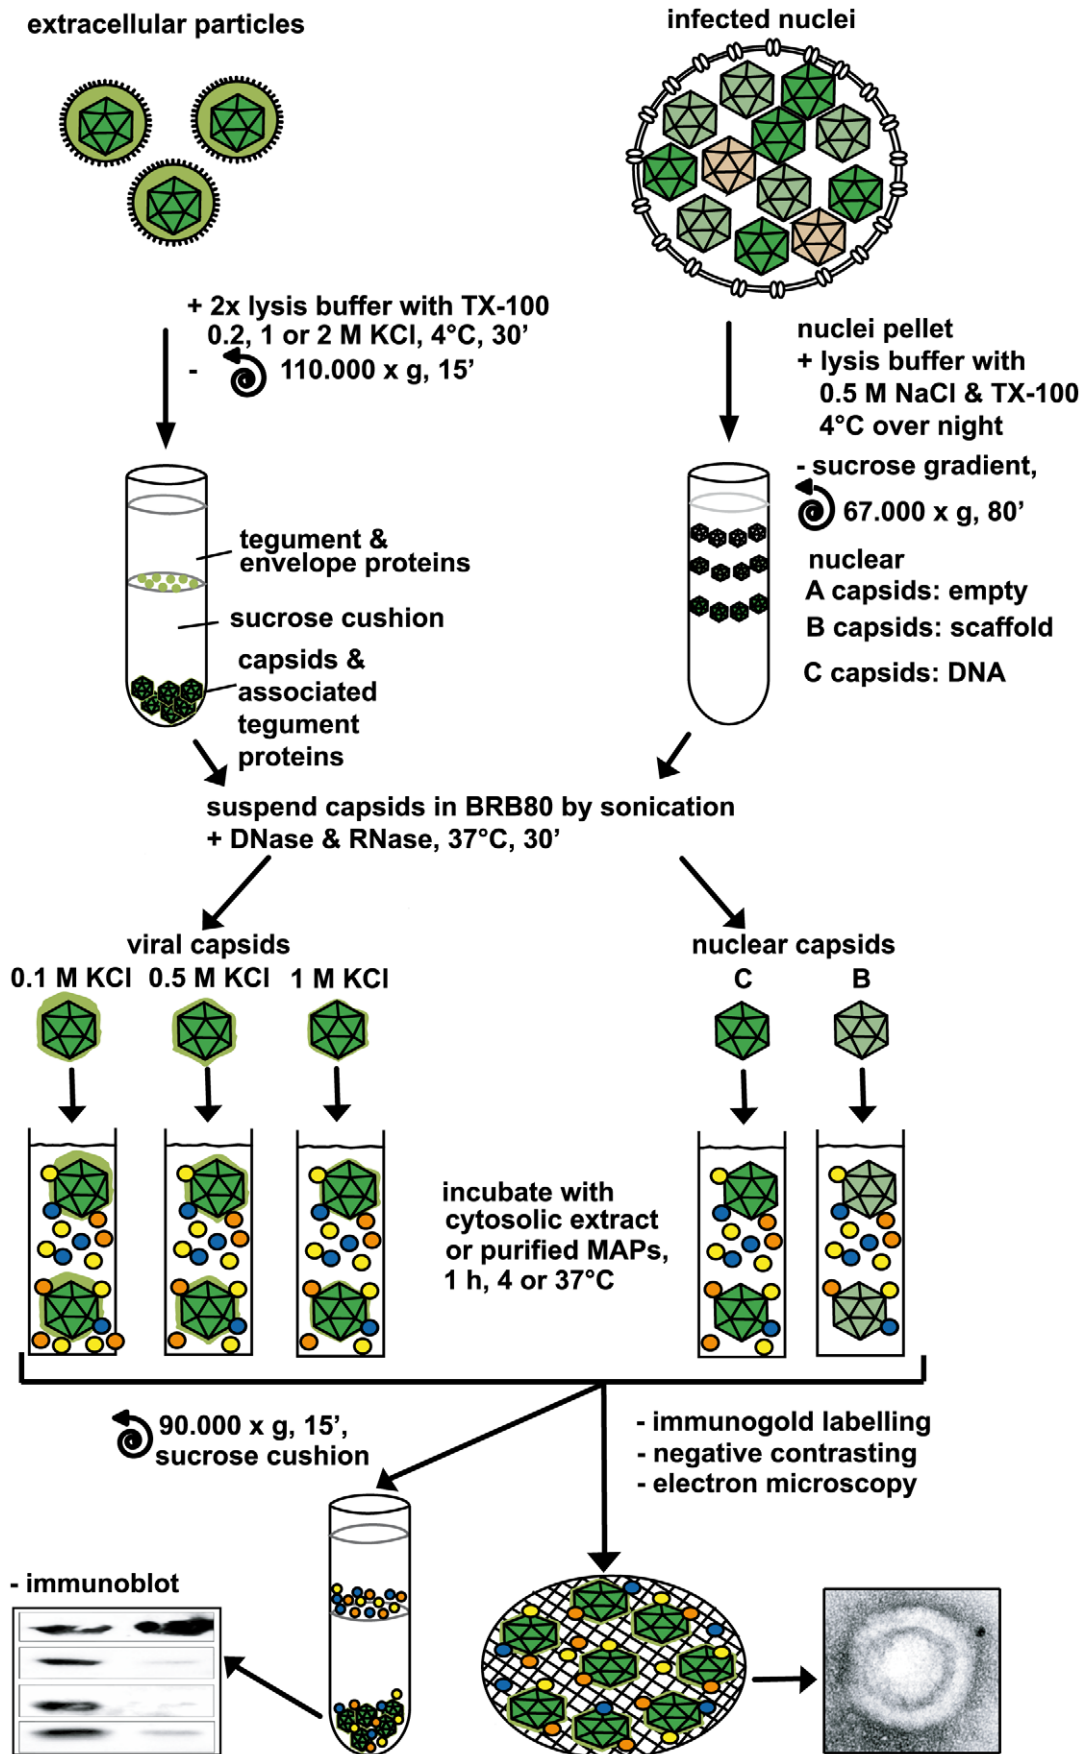 extracellular particles
infected nuclei
+ 2x lysis buffer with TX-100
0.2, 1 or 2 M KCl, 4°C, 30’
- 110.000 x g, 15’
nuclei pellet
+ lysis buffer with
0.5 M NaCl & TX-100
4°C over night
- sucrose gradient,
67.000 x g, 80’
tegument &
envelope proteins
sucrose cushion
capsids &
associated
tegument
proteins
nuclear
A capsids: empty
B capsids: scaffold
C capsids: DNA
suspend capsids in BRB80 by sonication
+ DNase & RNase, 37°C, 30’
viral capsids
0.1 M KCl 0.5 M KCl 1 M KCl
nuclear capsids
C B
incubate with
cytosolic extract
or purified MAPs,
1 h, 4 or 37°C
90.000 x g, 15’,
sucrose cushion
- immunogold labelling
- negative contrasting
- electron microscopy
- immunoblot